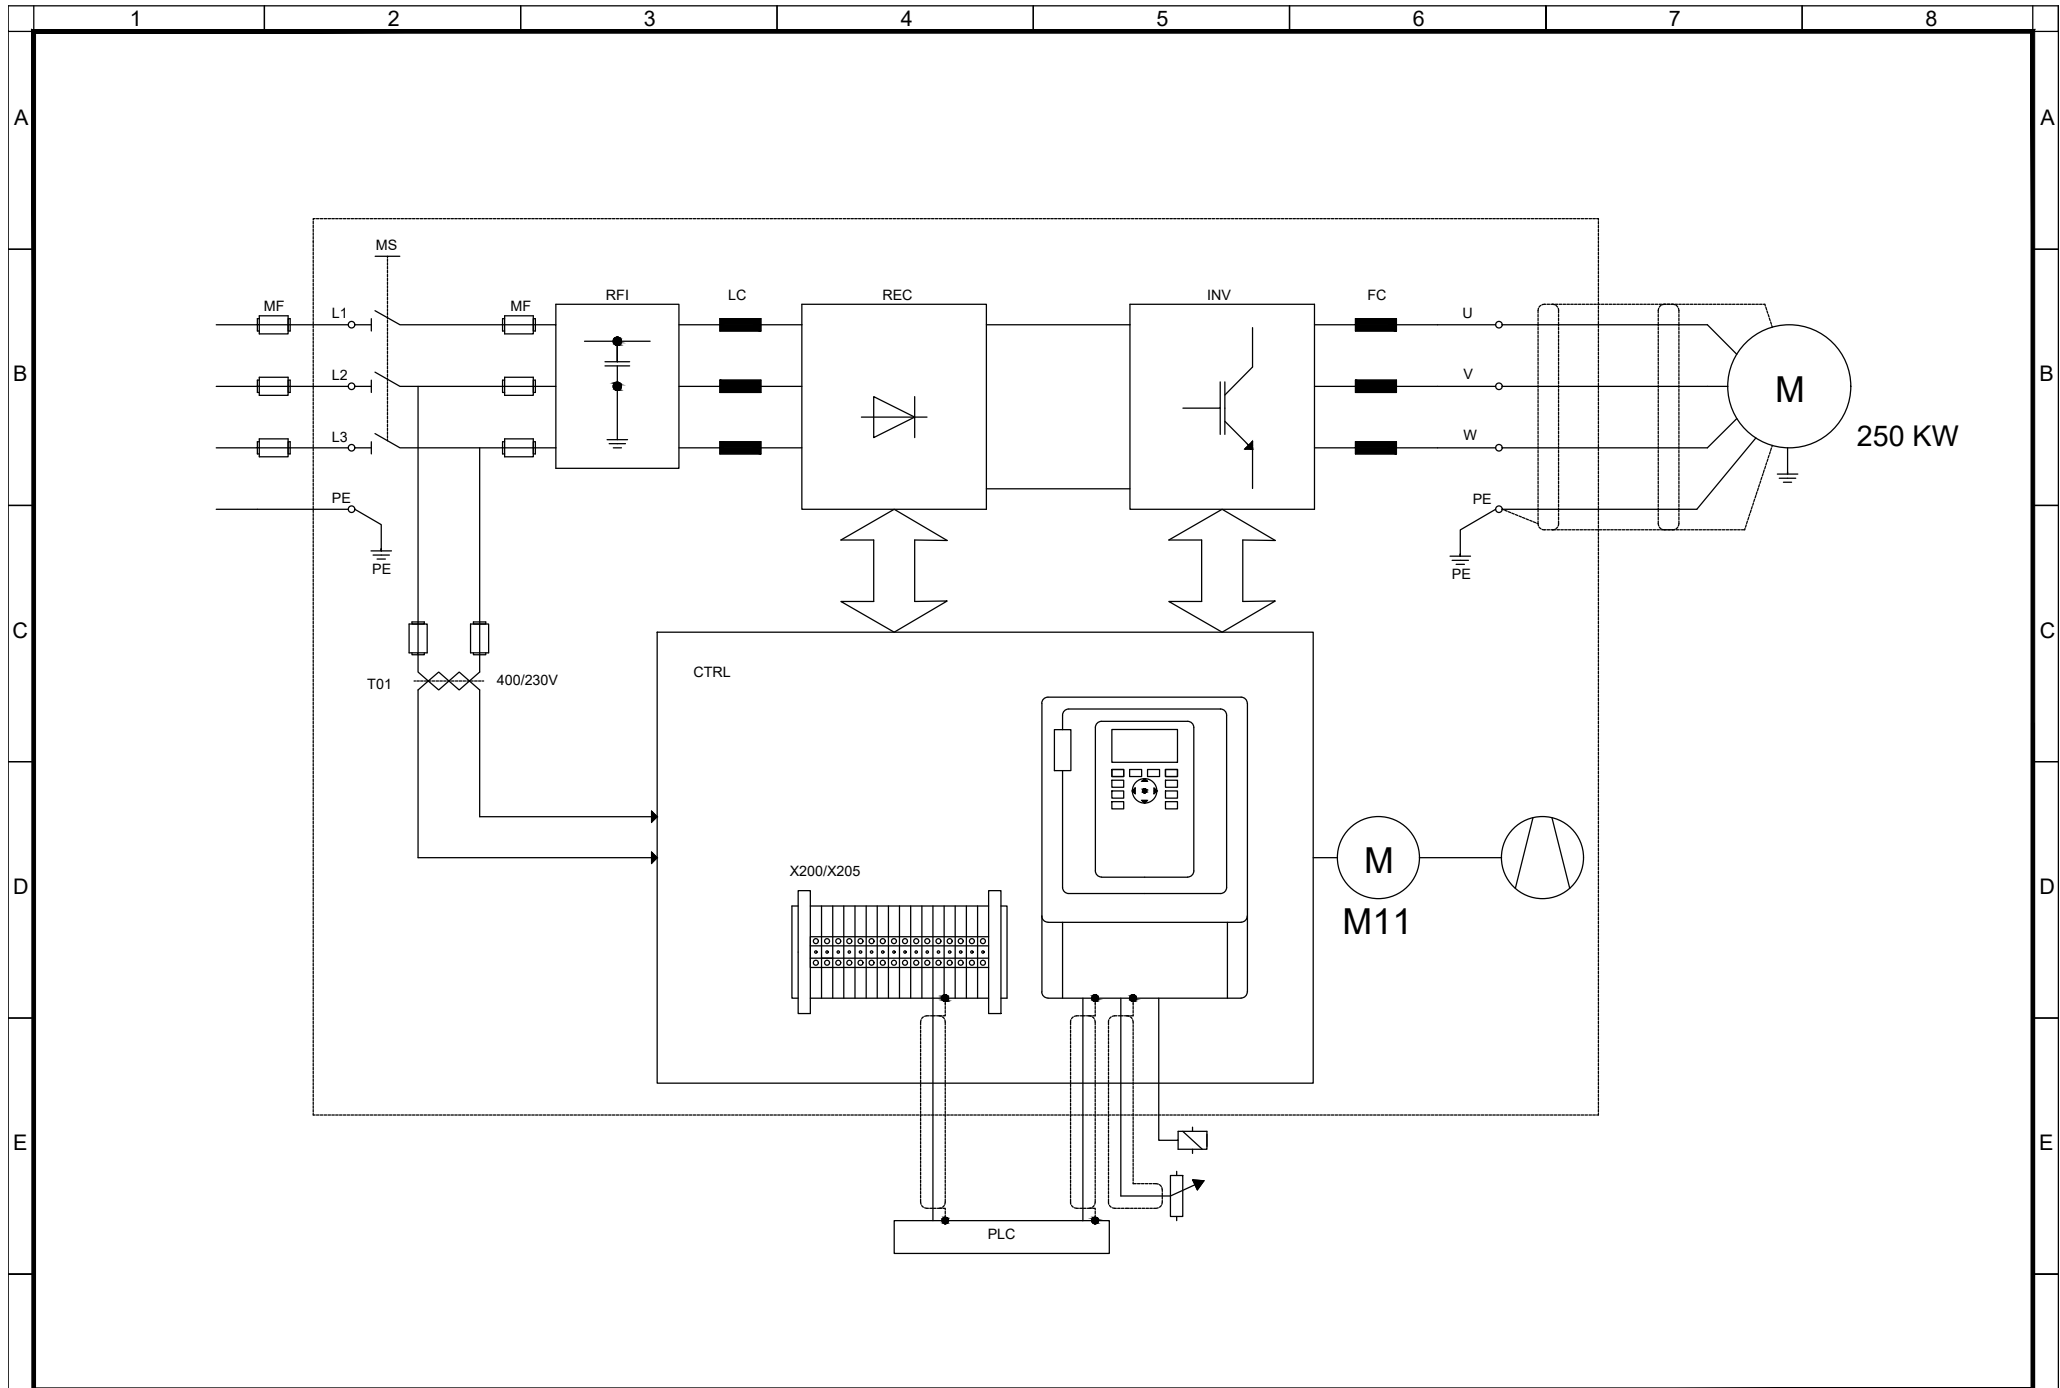 1 2 3 4 5 6 7 8
A A
MS
MF L1 MF RFI LC REC INV FC U
B L2 V M B
L3 W 250 KW
PE PE
PE PE
C C
T01 400/230V CTRL
X200/X205 M
D D
M11
E E
PLC